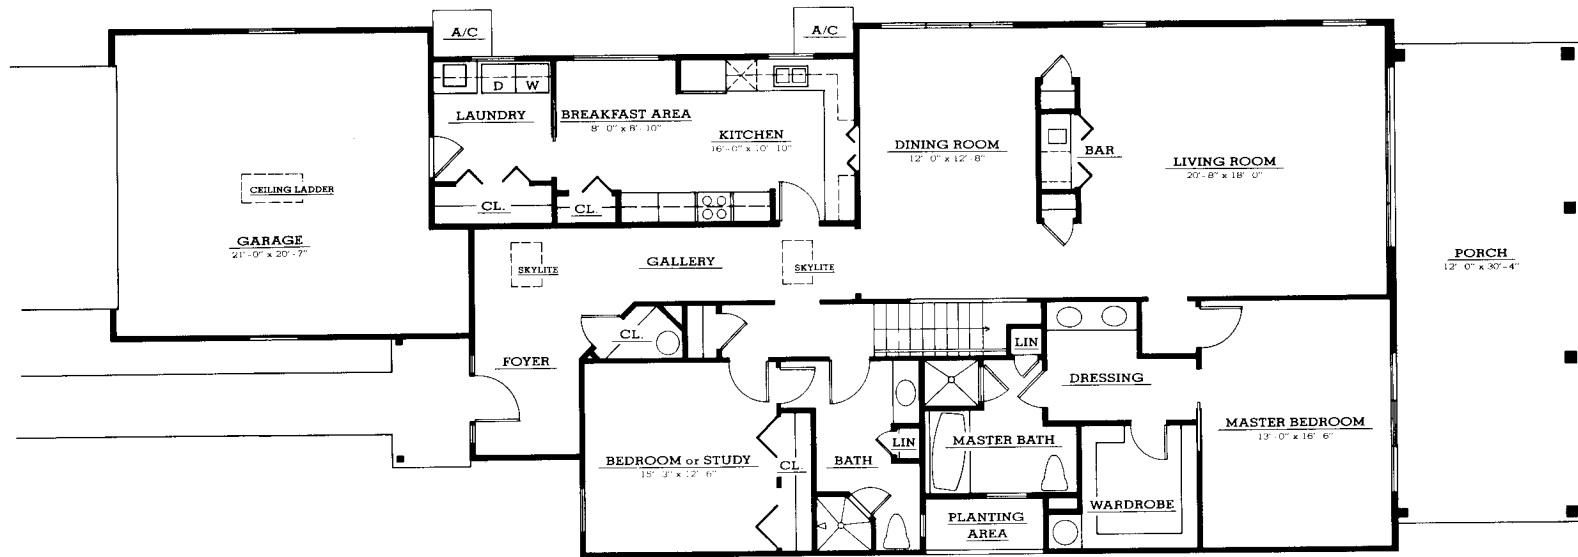 A/C
A/C
D W
LAUNDRY
BREAKFAST AREA
8'-0" x 8'-10"
KITCHEN
16'-0" x 10'-10"
DINING ROOM
12'-0" x 12'-8"
BAR
LIVING ROOM
20'-8" x 18'-0"
CEILING LADDER
CL.
CL.
GARAGE
21'-0" x 20'-7"
SKYLITE
GALLERY
SKYLITE
PORCH
12'-0" x 30'-4"
CL.
FOYER
LIN
DRESSING
MASTER BEDROOM
13'-0" x 16'-6"
BEDROOM or STUDY
15'-3" x 12'-6"
CL.
BATH
LIN
MASTER BATH
WARDROBE
PLANTING
AREA